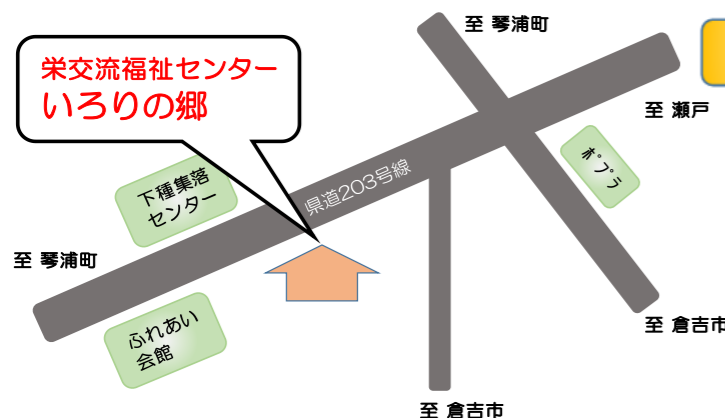 至 琴浦町
栄交流福祉センター
いろりの郷
至 瀬戸
ポプラ
県道203号線
下種集落
センター
至 琴浦町
ふれあい
会館
至 倉吉市
至 倉吉市